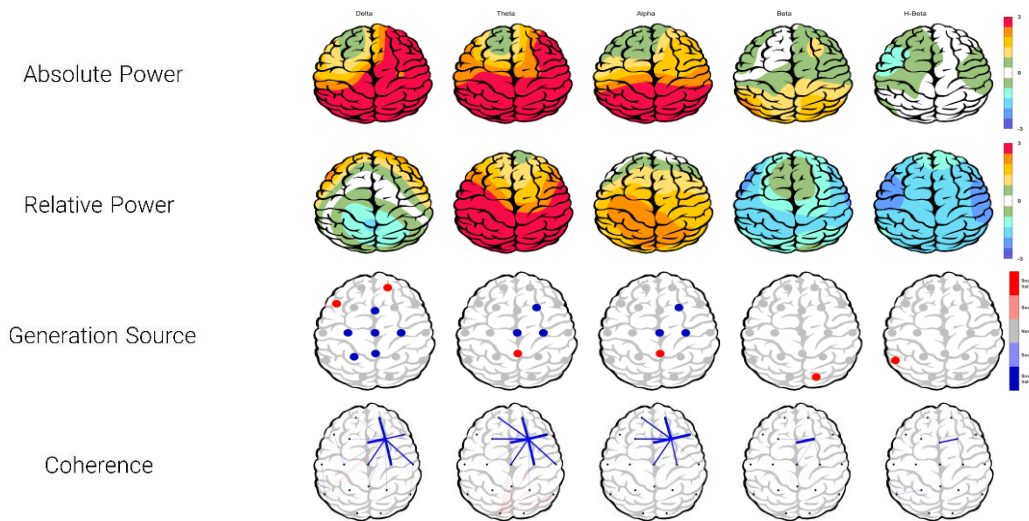 Delta Theta Alpha Beta H-Beta
Absolute Power
3
0
-3
Relative Power
3
0
-3
Generation Source
Coherence